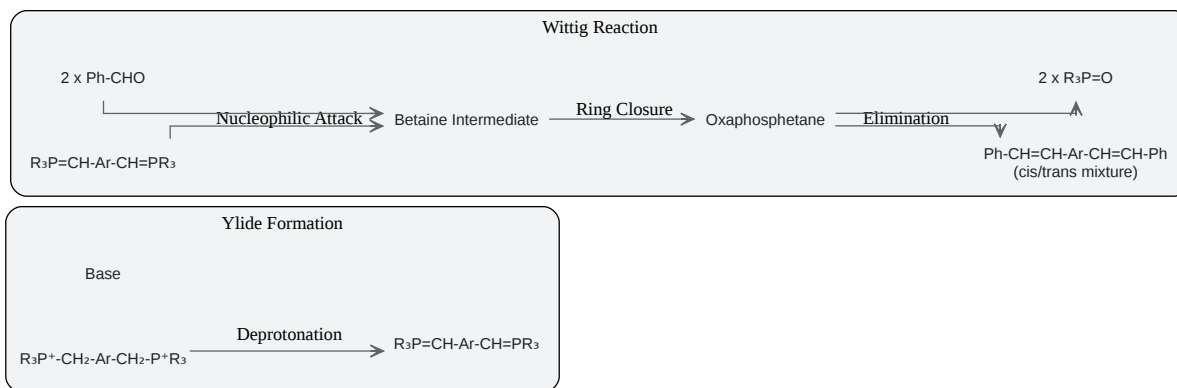 Wittig Reaction
2 x Ph-CHO
2 x R₃P=O
Nucleophilic Attack
Betaine Intermediate
Ring Closure
Oxaphosphetane
Elimination
R₃P=CH-Ar-CH=PR₃
Ph-CH=CH-Ar-CH=CH-Ph
(cis/trans mixture)
Ylide Formation
Base
Deprotonation
R₃P⁺-CH₂-Ar-CH₂-P⁺R₃
R₃P=CH-Ar-CH=PR₃